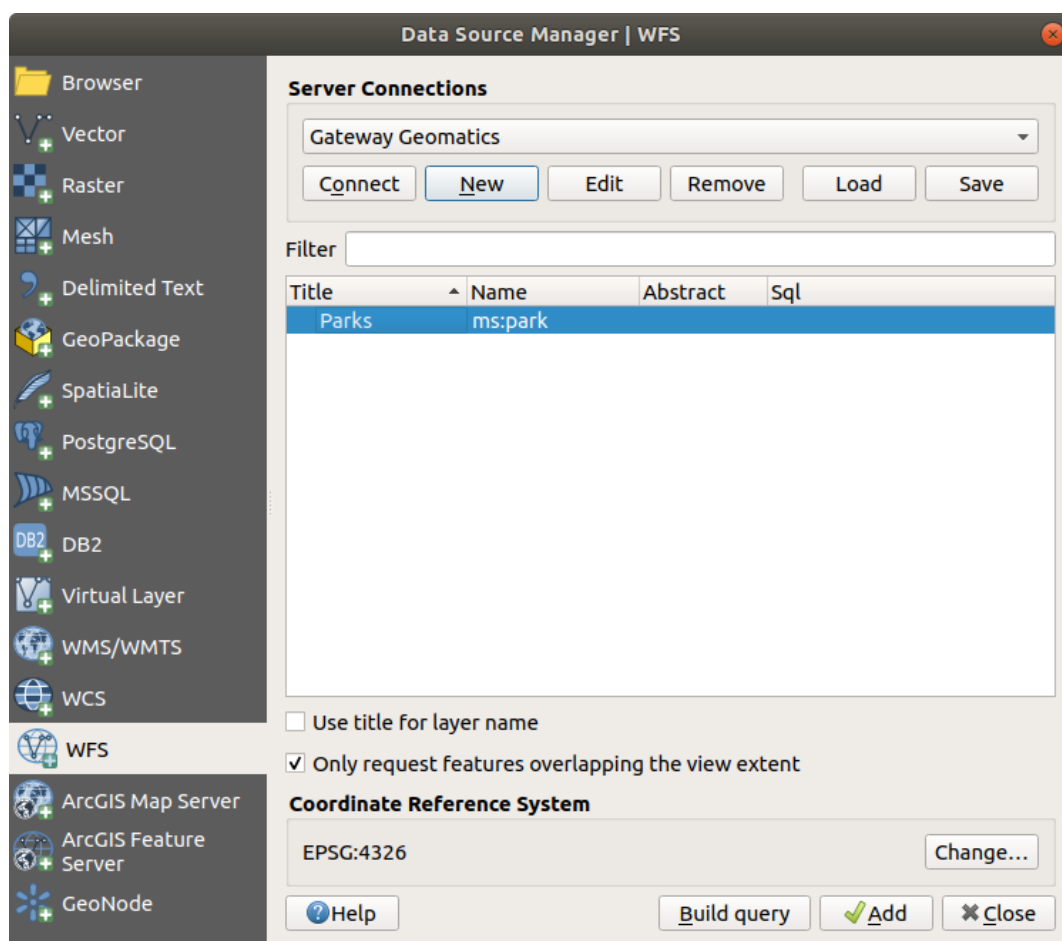 Data Source Manager | WFS
Browser
Vector
Raster
Mesh
Delimited Text
GeoPackage
SpatiaLite
PostgreSQL
MSSQL
DB2
DB2
Virtual Layer
WMS/WMTS
WCS
WFS
ArcGIS Map Server
ArcGIS Feature
Server
GeoNode
Server Connections
Gateway Geomatics
Connect New Edit Remove Load Save
Filter
Title Name Abstract Sql
Parks ms:park
Use title for layer name
Only request features overlapping the view extent
Coordinate Reference System
EPSG:4326 Change...
?Help Build query Add Close